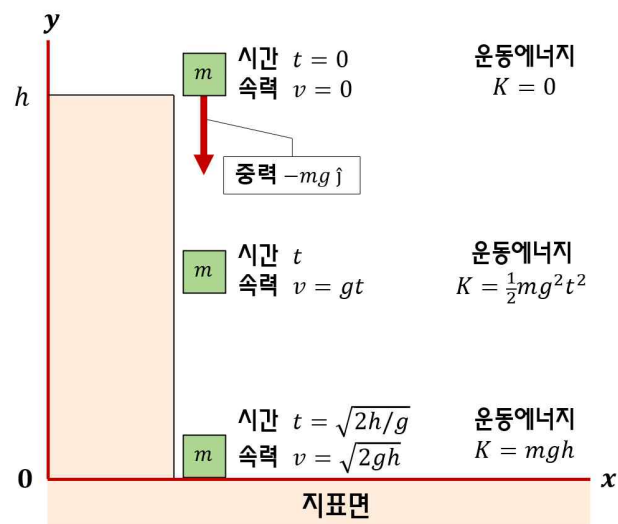 y
시간 t = 0 운동에너지
m
속력 v = 0 K = 0
h
중력 −mg ĵ
시간 t 운동에너지
m
속력 v = gt K = ½mg²t²
시간 t = √(2h/g) 운동에너지
m
속력 v = √(2gh) K = mgh
0 x
지표면